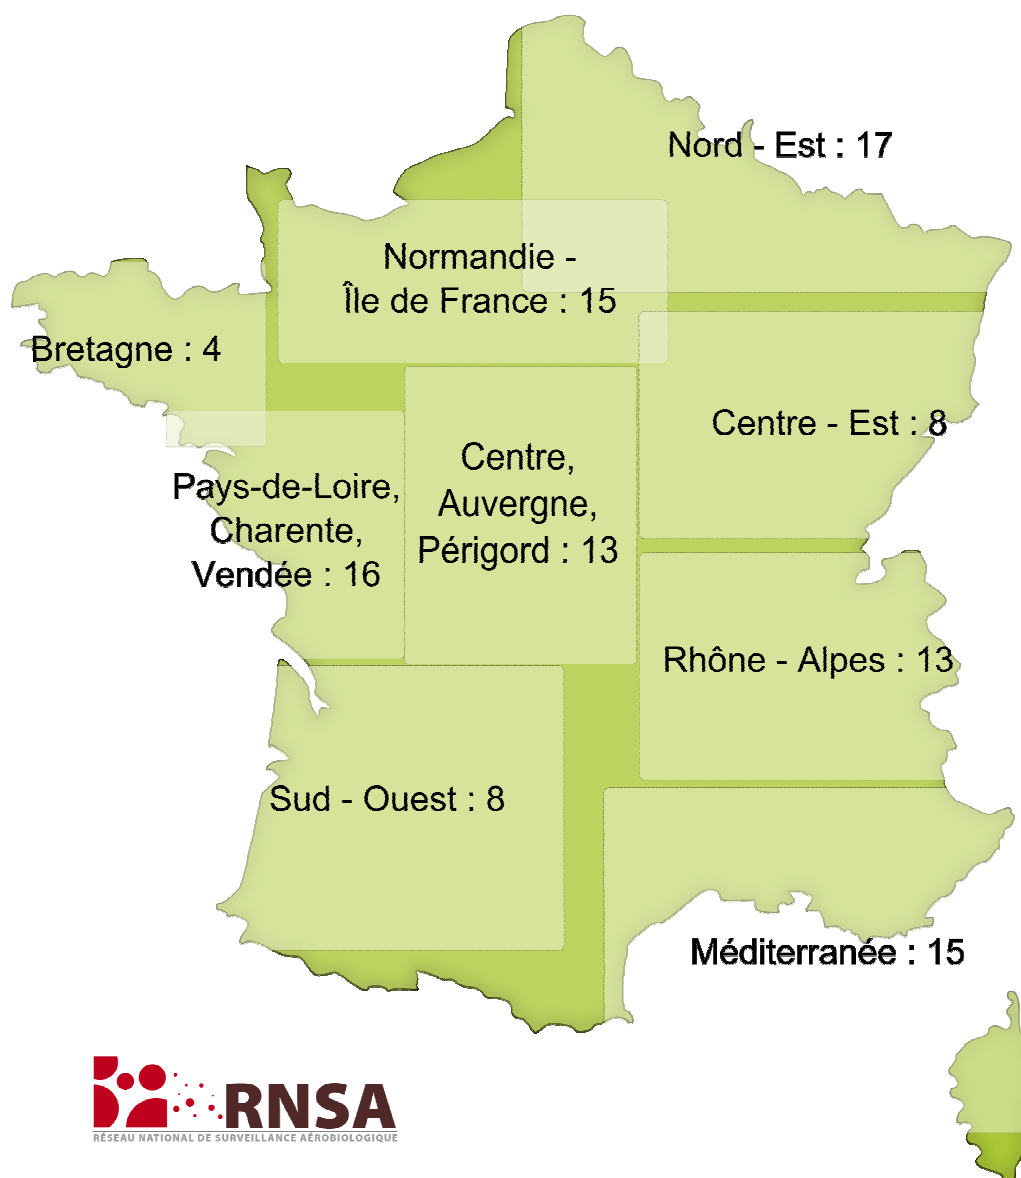 Nord - Est : 17
Normandie -
Île de France : 15
Bretagne : 4
Centre - Est : 8
Centre,
Auvergne,
Périgord : 13
Pays-de-Loire,
Charente,
Vendée : 16
Rhône - Alpes : 13
Sud - Ouest : 8
Méditerranée : 15
RNSA
RÉSEAU NATIONAL DE SURVEILLANCE AÉROBIOLOGIQUE